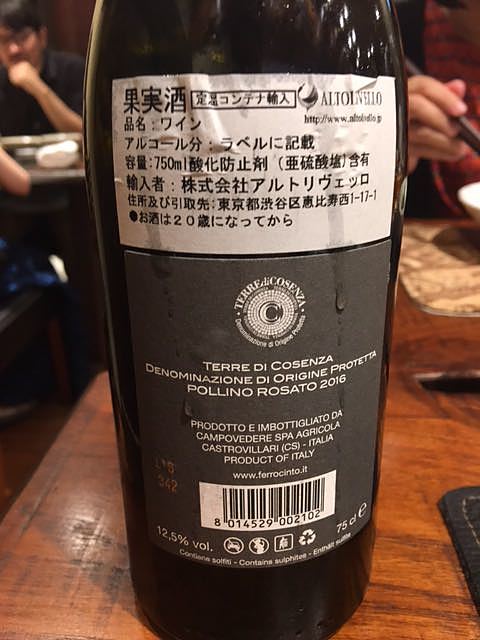 果実酒 定温コンテナ輸入 ALTOLIVELLO
http://www.altolivello.jp
品名：ワイン
アルコール分：ラベルに記載
容量：750ml酸化防止剤（亜硫酸塩）含有
輸入者：株式会社アルトリヴェッロ
住所及び引取先：東京都渋谷区恵比寿西1-17-1
●お酒は２０歳になってから
TERRE di COSENZA
Denominazione di Origine Protetta
C
TERRE DI COSENZA
DENOMINAZIONE DI ORIGINE PROTETTA
POLLINO ROSATO 2016
PRODOTTO E IMBOTTIGLIATO DA
CAMPOVERDE SPA AGRICOLA
CASTROVILLARI (CS) - ITALIA
PRODUCT OF ITALY
www.ferrocinto.it
342
8 014529 002102
12,5% vol.
75 cl e
Contiene solfiti - Contains sulphites - Enthält sulfite